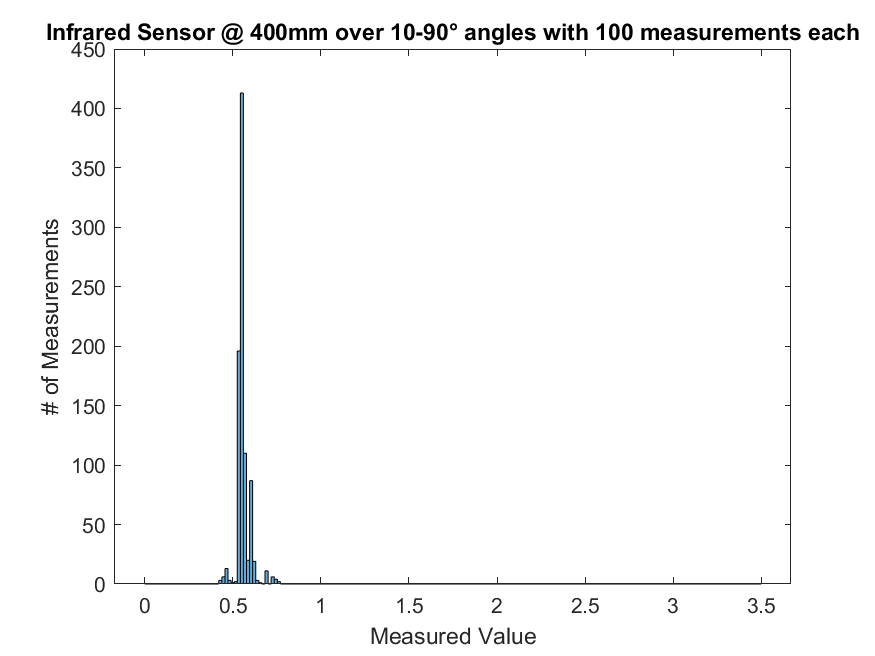 Infrared Sensor @ 400mm over 10-90° angles with 100 measurements each
450
400
350
300
250
200
150
100
50
0
# of Measurements
0 0.5 1 1.5 2 2.5 3 3.5
Measured Value